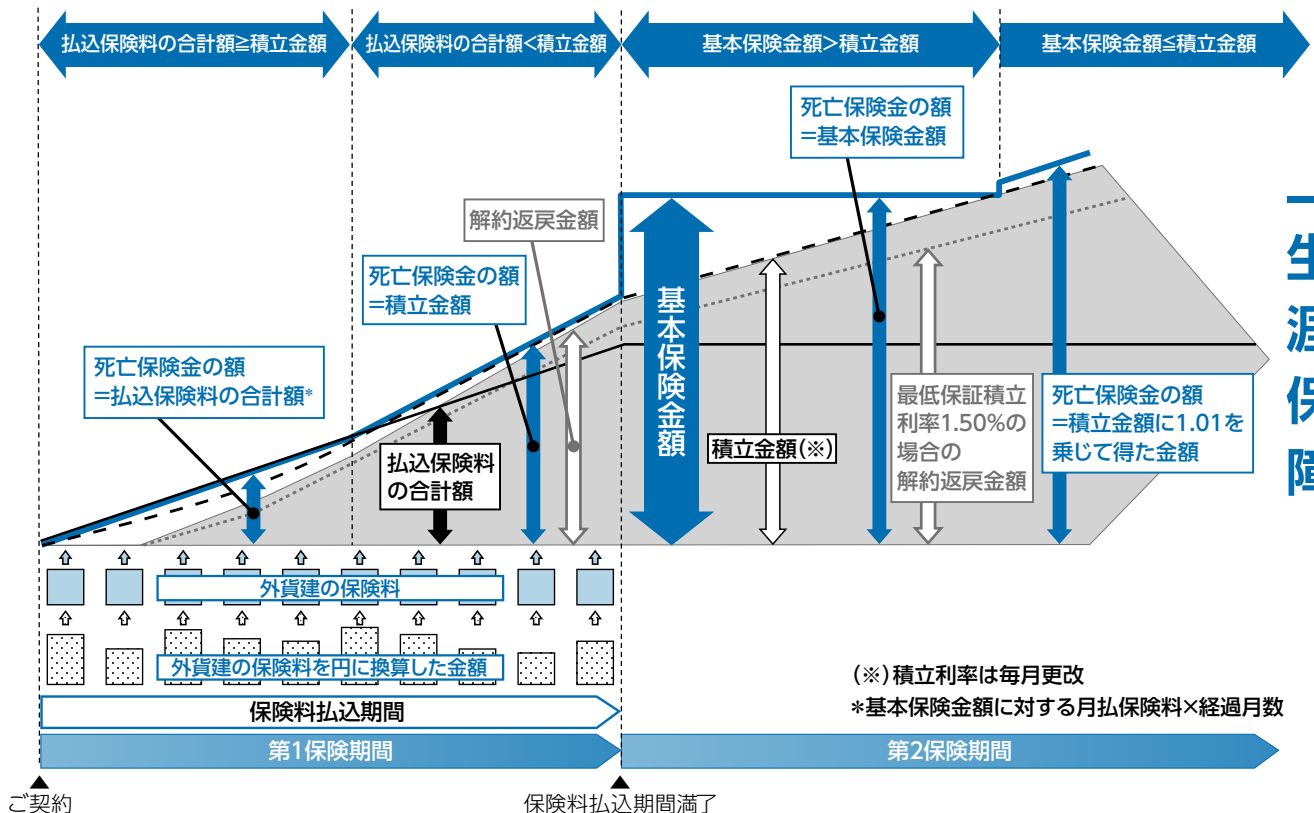 払込保険料の合計額≧積立金額
払込保険料の合計額<積立金額
基本保険金額>積立金額
基本保険金額≦積立金額
死亡保険金の額
=基本保険金額
解約返戻金額
死亡保険金の額
=積立金額
基本保険金額
死亡保険金の額
=払込保険料の合計額*
払込保険料
の合計額
積立金額(※)
最低保証積立
利率1.50%の
場合の
解約返戻金額
死亡保険金の額
=積立金額に1.01を
乗じて得た金額
一生涯保障
外貨建の保険料
外貨建の保険料を円に換算した金額
(※)積立利率は毎月更改
*基本保険金額に対する月払保険料×経過月数
保険料払込期間
第1保険期間
第2保険期間
ご契約
保険料払込期間満了